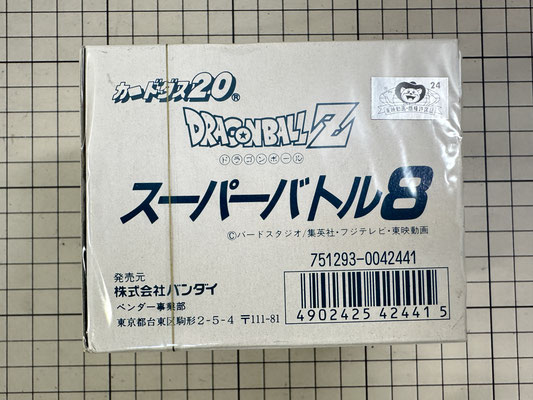 カードダス20®
24
DRAGONBALL Z
ドラゴンボール
スーパーバトル8
©バードスタジオ/集英社・フジテレビ・東映動画
751293-0042441
発売元
株式会社バンダイ
ベンダー事業部
東京都台東区駒形2-5-4 〒111-81
4902425424415